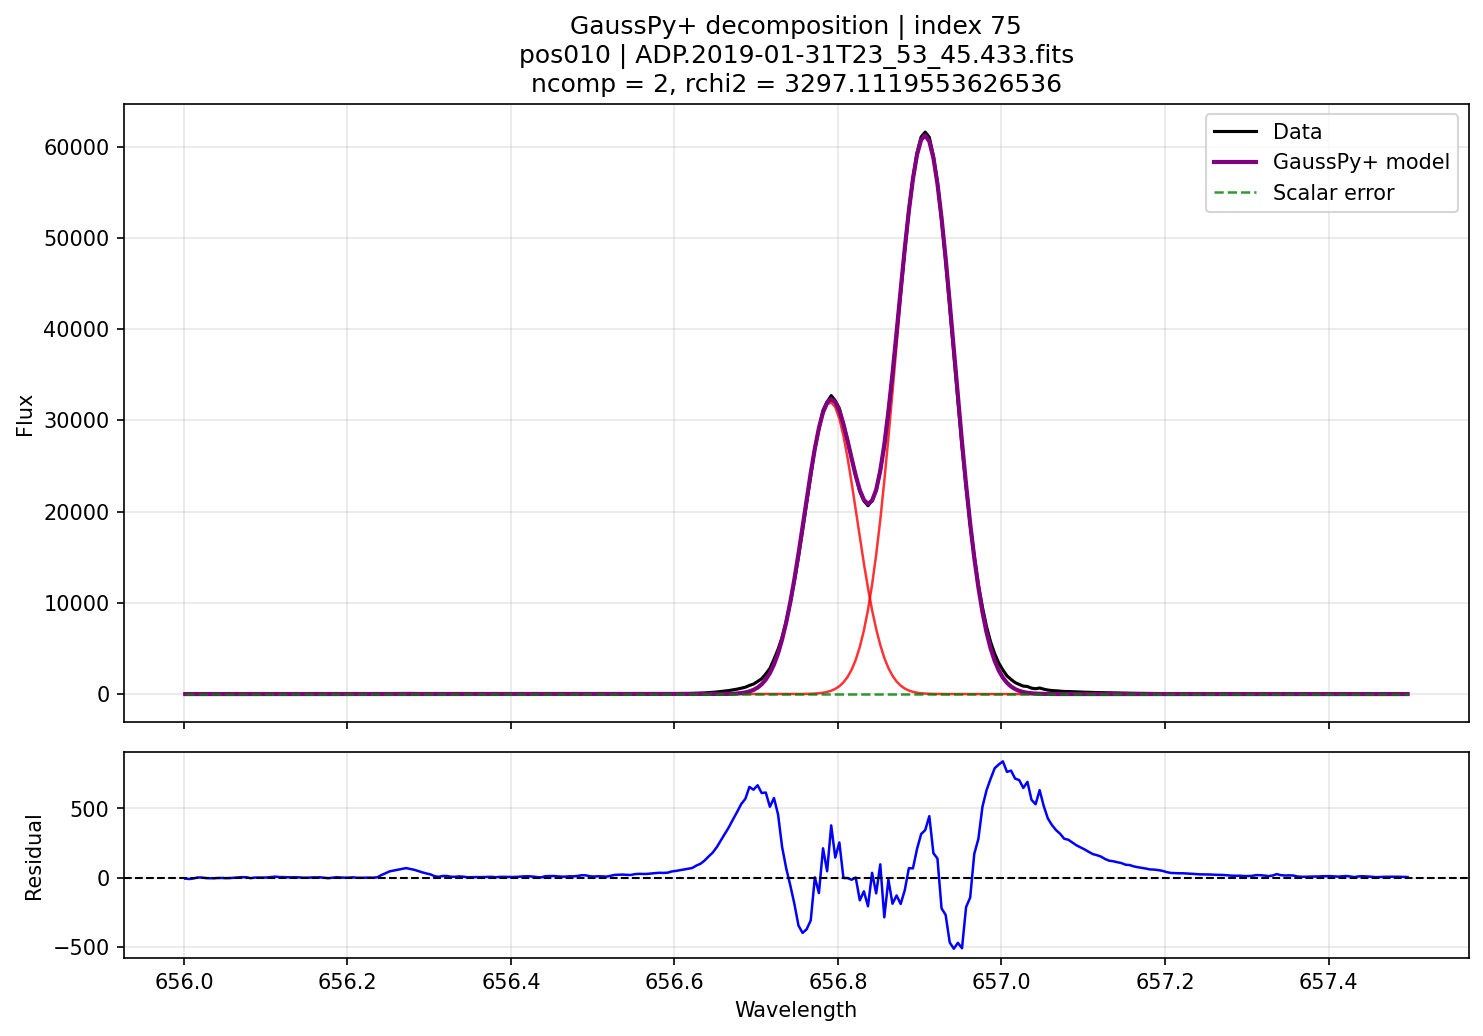 GaussPy+ decomposition | index 75
pos010 | ADP.2019-01-31T23_53_45.433.fits
ncomp = 2, rchi2 = 3297.1119553626536
Data
GaussPy+ model
Scalar error
Flux
60000
50000
40000
30000
20000
10000
0
Residual
500
0
−500
656.0
656.2
656.4
656.6
656.8
657.0
657.2
657.4
Wavelength